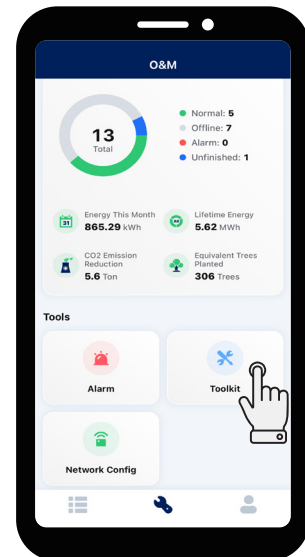 O&M
13
Total
Normal: 5
Offline: 7
Alarm: 0
Unfinished: 1
31
Energy This Month
865.29 kWh
Lifetime Energy
5.62 MWh
CO2 Emission
Reduction
5.6 Ton
Equivalent Trees
Planted
306 Trees
Tools
Alarm
Toolkit
Network Config